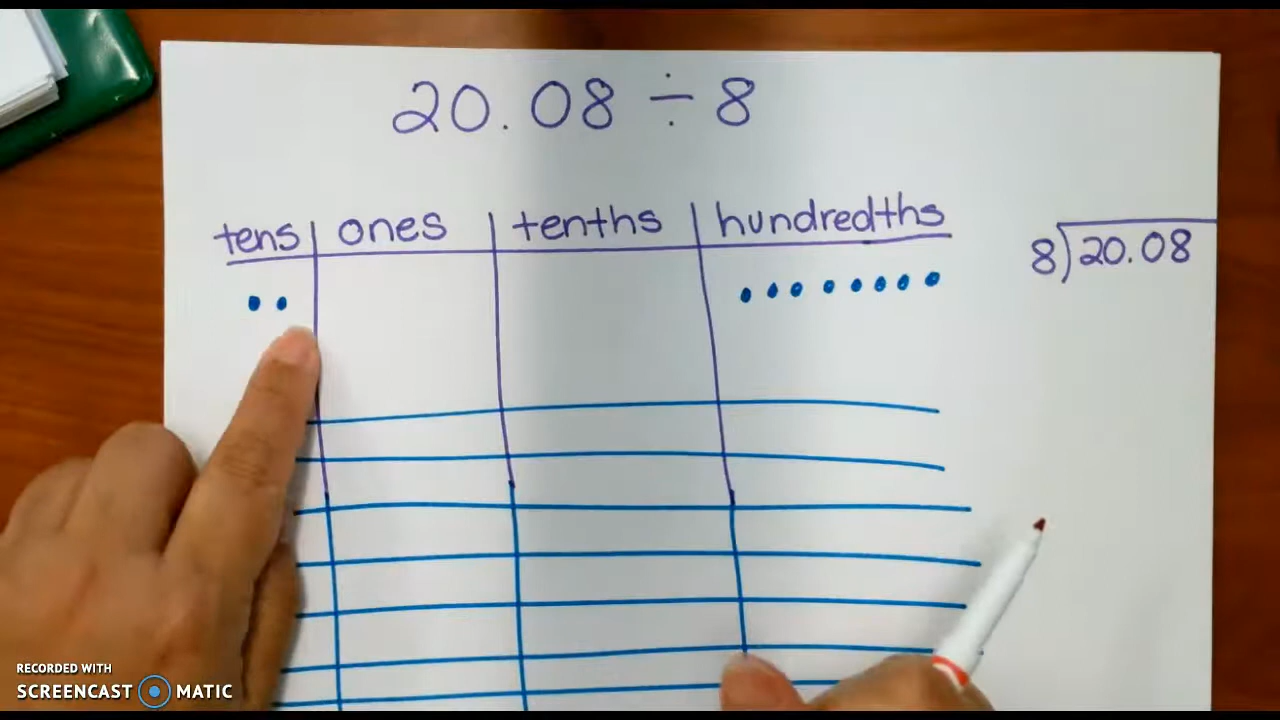 20.08 ÷ 8
tens ones tenths hundredths
8)20.08
RECORDED WITH
SCREENCAST MATIC